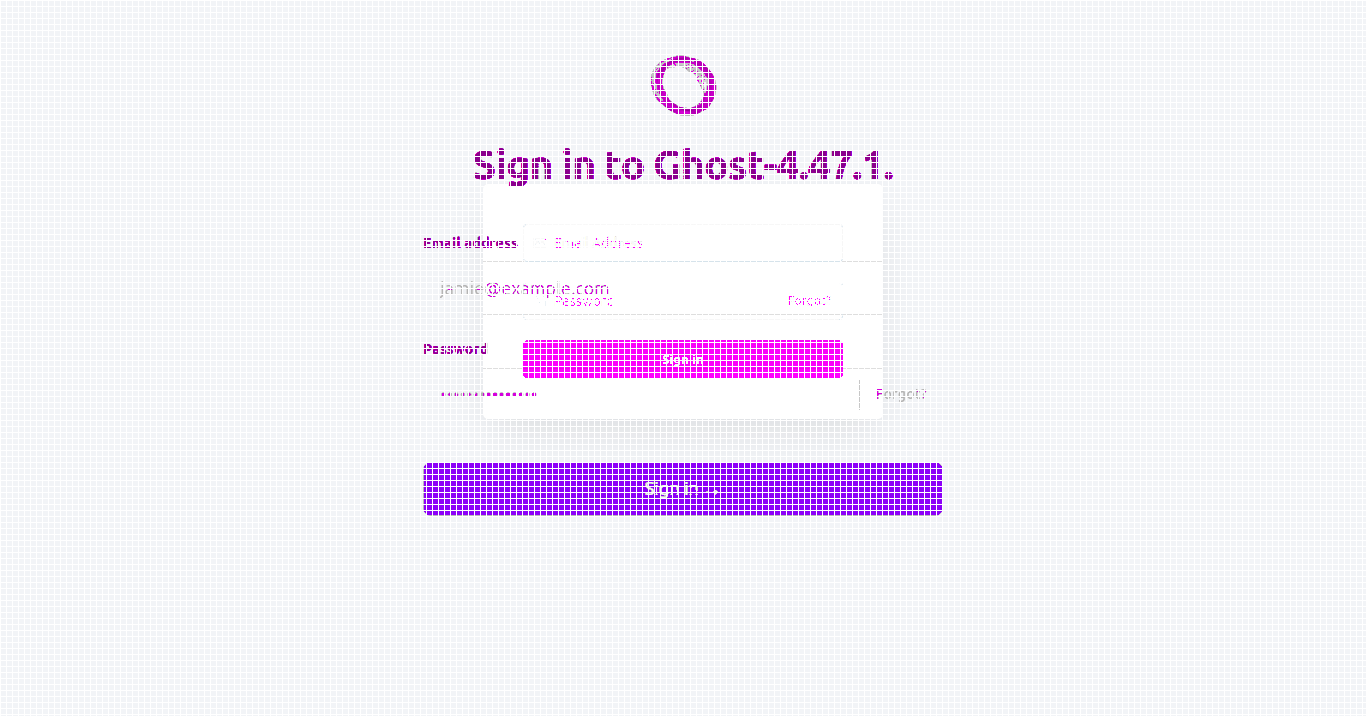 Sign in to Ghost-4.47.1.
Email address
Email Address
jamie@example.com
Password
Forgot?
Password
Sign in
Forgot?
Sign in →